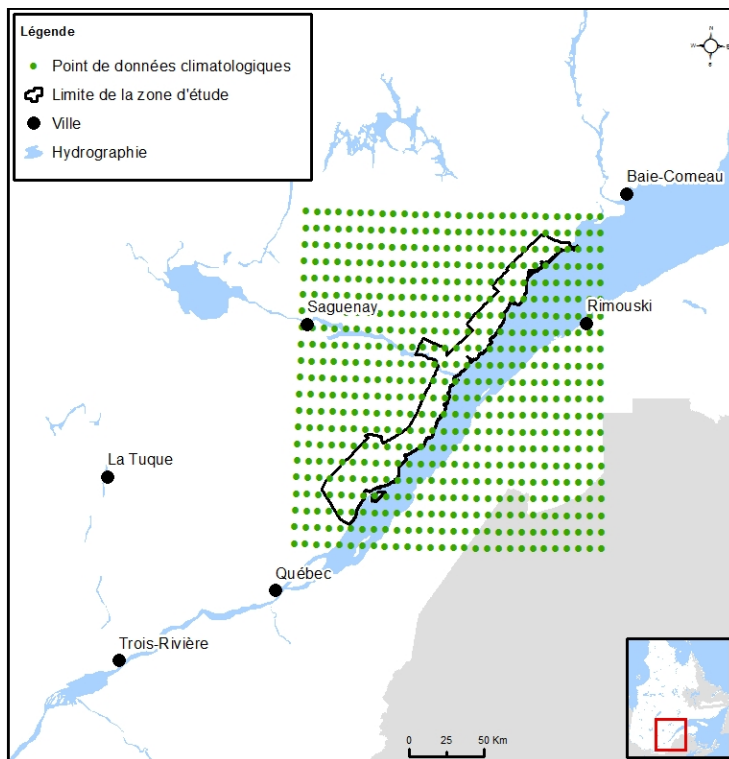 Légende
Point de données climatologiques
Limite de la zone d'étude
Ville
Hydrographie
N
W
E
Baie-Comeau
Saguenay
Rimouski
La Tuque
Québec
Trois-Rivière
0 25 50 Km